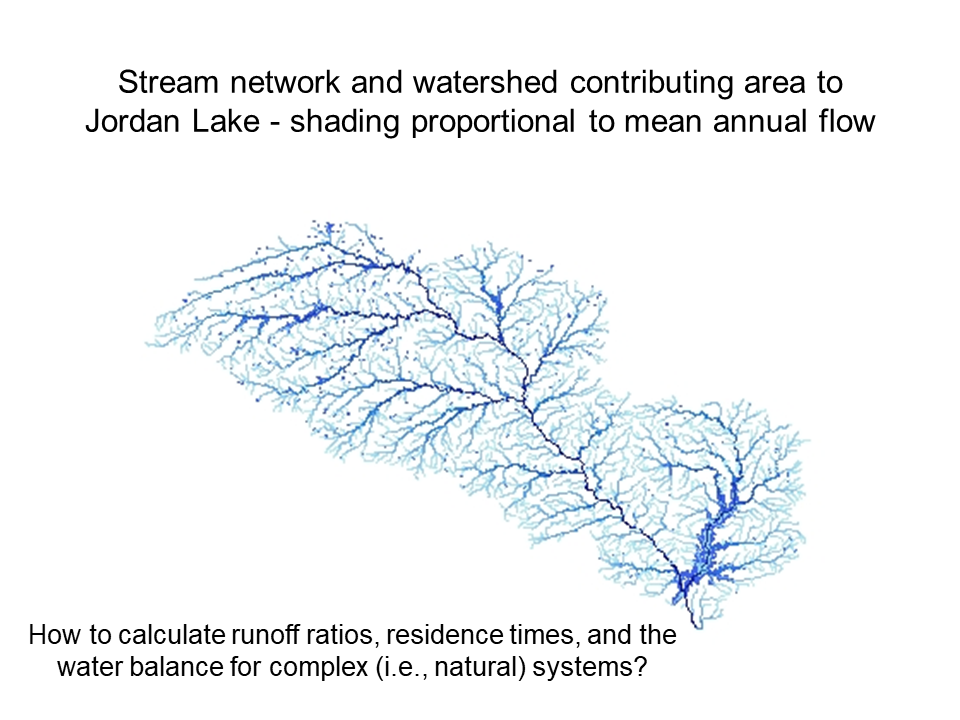 Stream network and watershed contributing area to
Jordan Lake - shading proportional to mean annual flow
How to calculate runoff ratios, residence times, and the
water balance for complex (i.e., natural) systems?